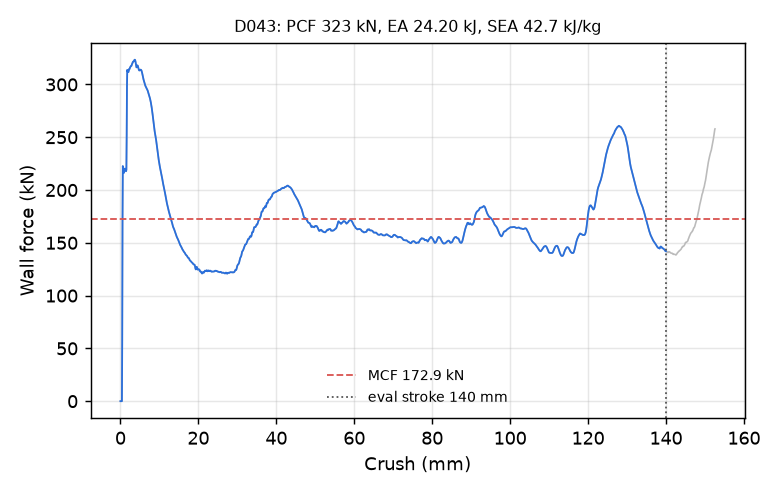 D043: PCF 323 kN, EA 24.20 kJ, SEA 42.7 kJ/kg
Wall force (kN)
300
250
200
150
100
50
0
MCF 172.9 kN
eval stroke 140 mm
0 20 40 60 80 100 120 140 160
Crush (mm)